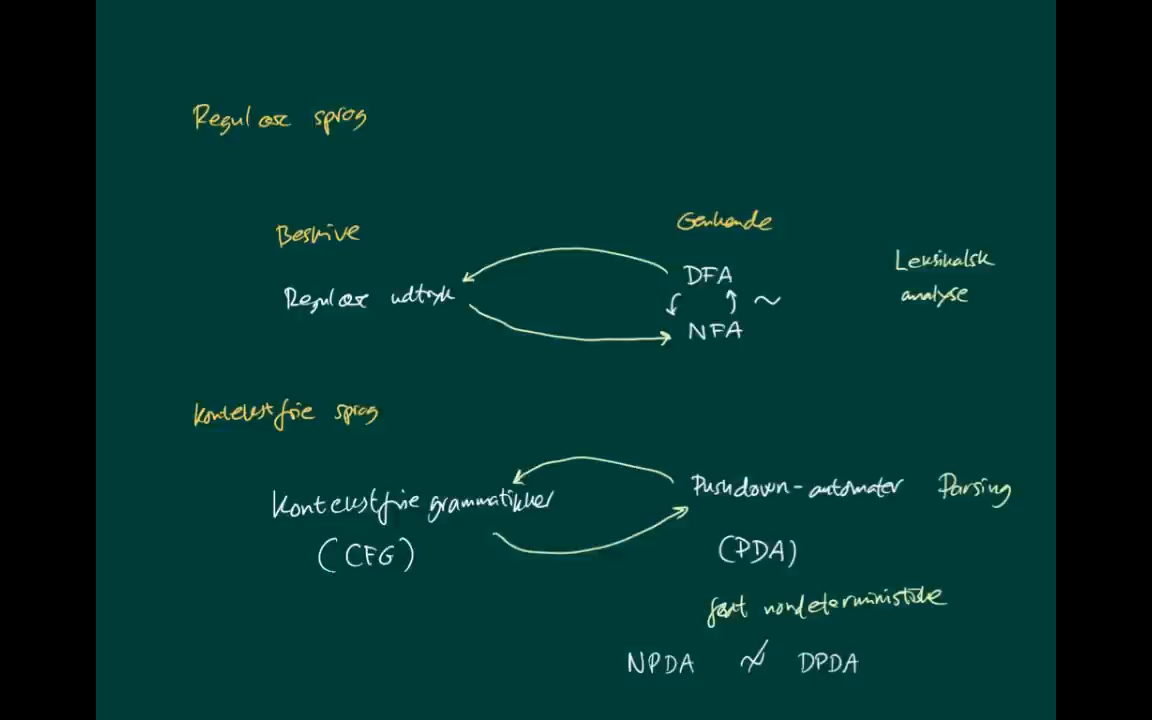 Regulære sprog
Beskrive
Genkende
Regulære udtryk
DFA
NFA
~
Leksikalsk
analyse
Kontekstfrie sprog
Kontekstfrie grammatikker
(CFG)
Pushdown-automater
(PDA)
Parsing
nondeterministiske
NPDA ≁ DPDA